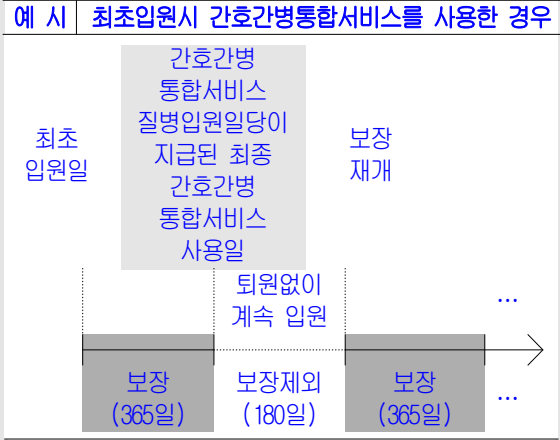 예 시 최초입원시 간호간병통합서비스를 사용한 경우
간호간병
통합서비스
질병입원일당이
지급된 최종
간호간병
통합서비스
사용일
최초
입원일
보장
재개
퇴원없이
계속 입원
...
보장
(365일)
보장제외
(180일)
보장
(365일)
...